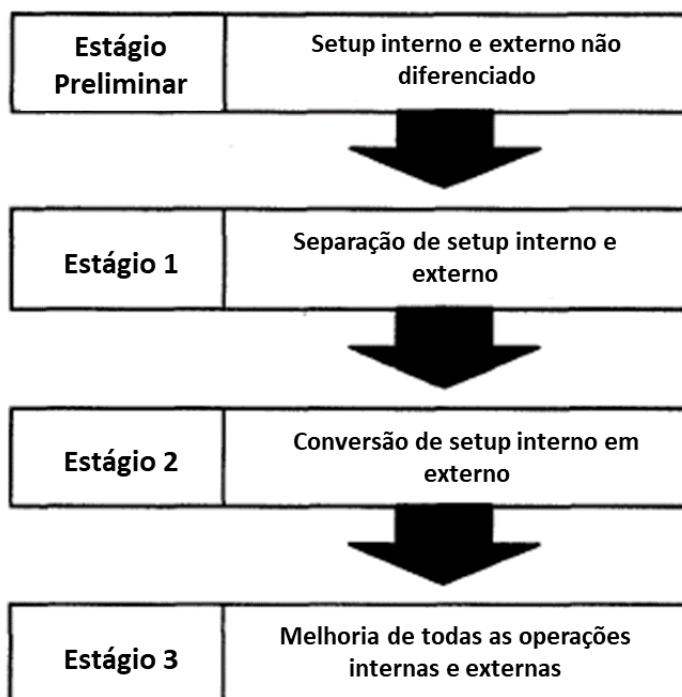 Estágio
Preliminar
Setup interno e externo não
diferenciado
Estágio 1
Separação de setup interno e
externo
Estágio 2
Conversão de setup interno em
externo
Estágio 3
Melhoria de todas as operações
internas e externas